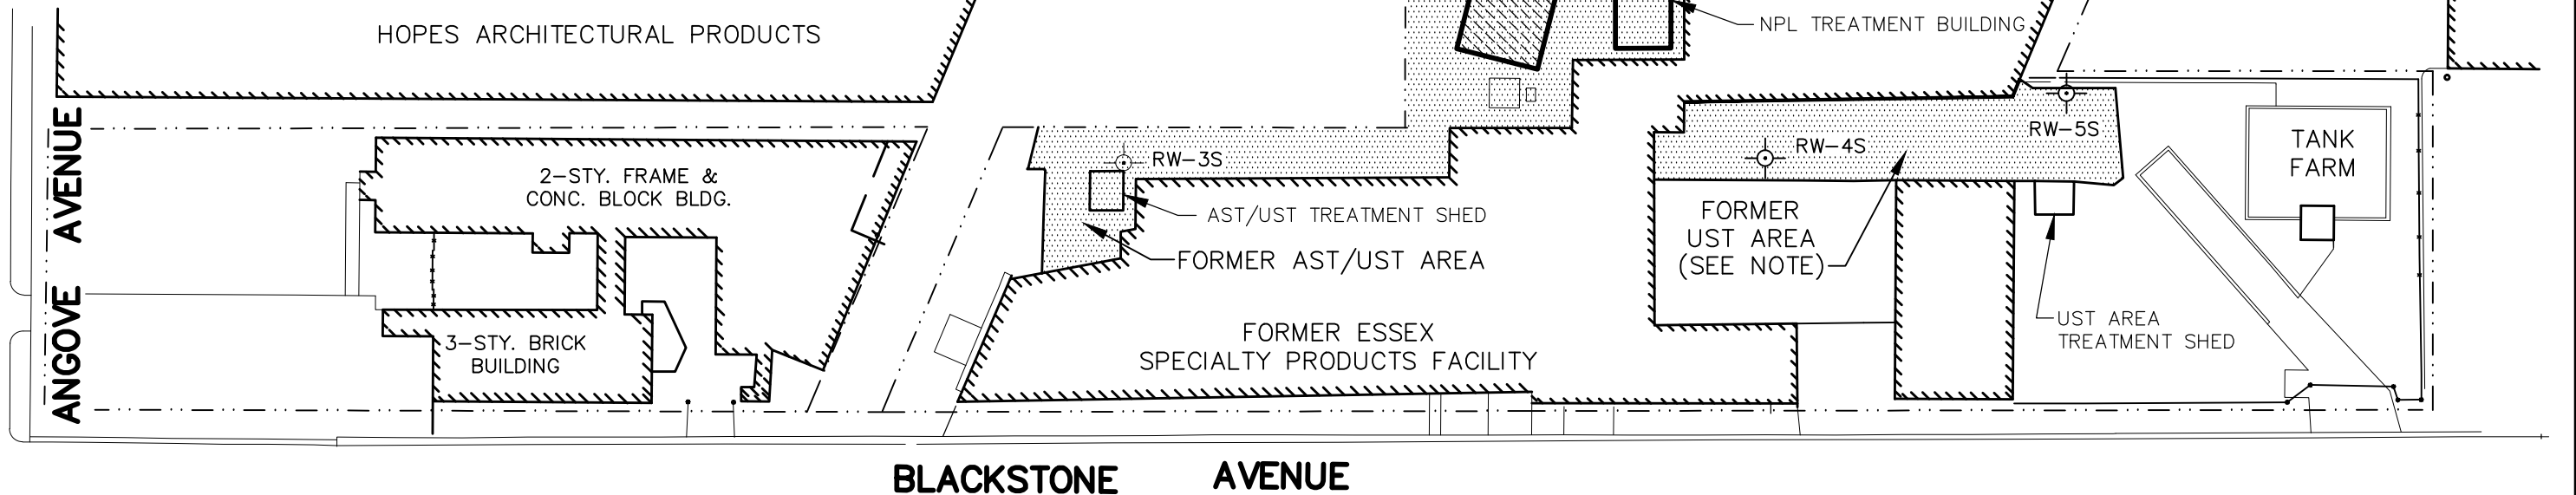 HOPES ARCHITECTURAL PRODUCTS
NPL TREATMENT BUILDING
ANGOVE AVENUE
2-STY. FRAME &
CONC. BLOCK BLDG.
3-STY. BRICK
BUILDING
RW-3S
AST/UST TREATMENT SHED
FORMER AST/UST AREA
FORMER ESSEX
SPECIALTY PRODUCTS FACILITY
RW-4S
FORMER
UST AREA
(SEE NOTE)
RW-5S
TANK
FARM
UST AREA
TREATMENT SHED
BLACKSTONE AVENUE